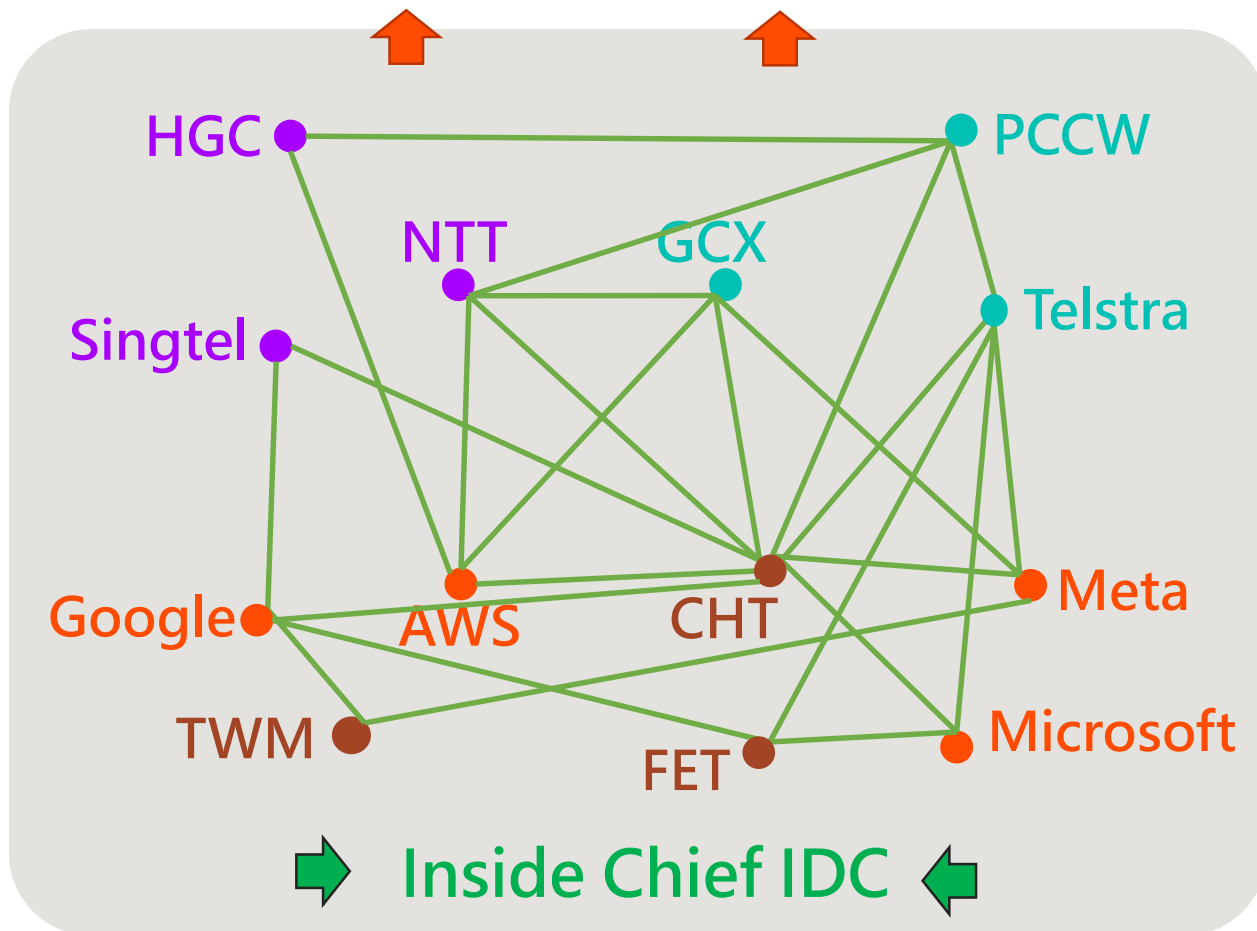 HGC
PCCW
NTT
GCX
Telstra
Singtel
Google
AWS
CHT
Meta
TWM
FET
Microsoft
Inside Chief IDC